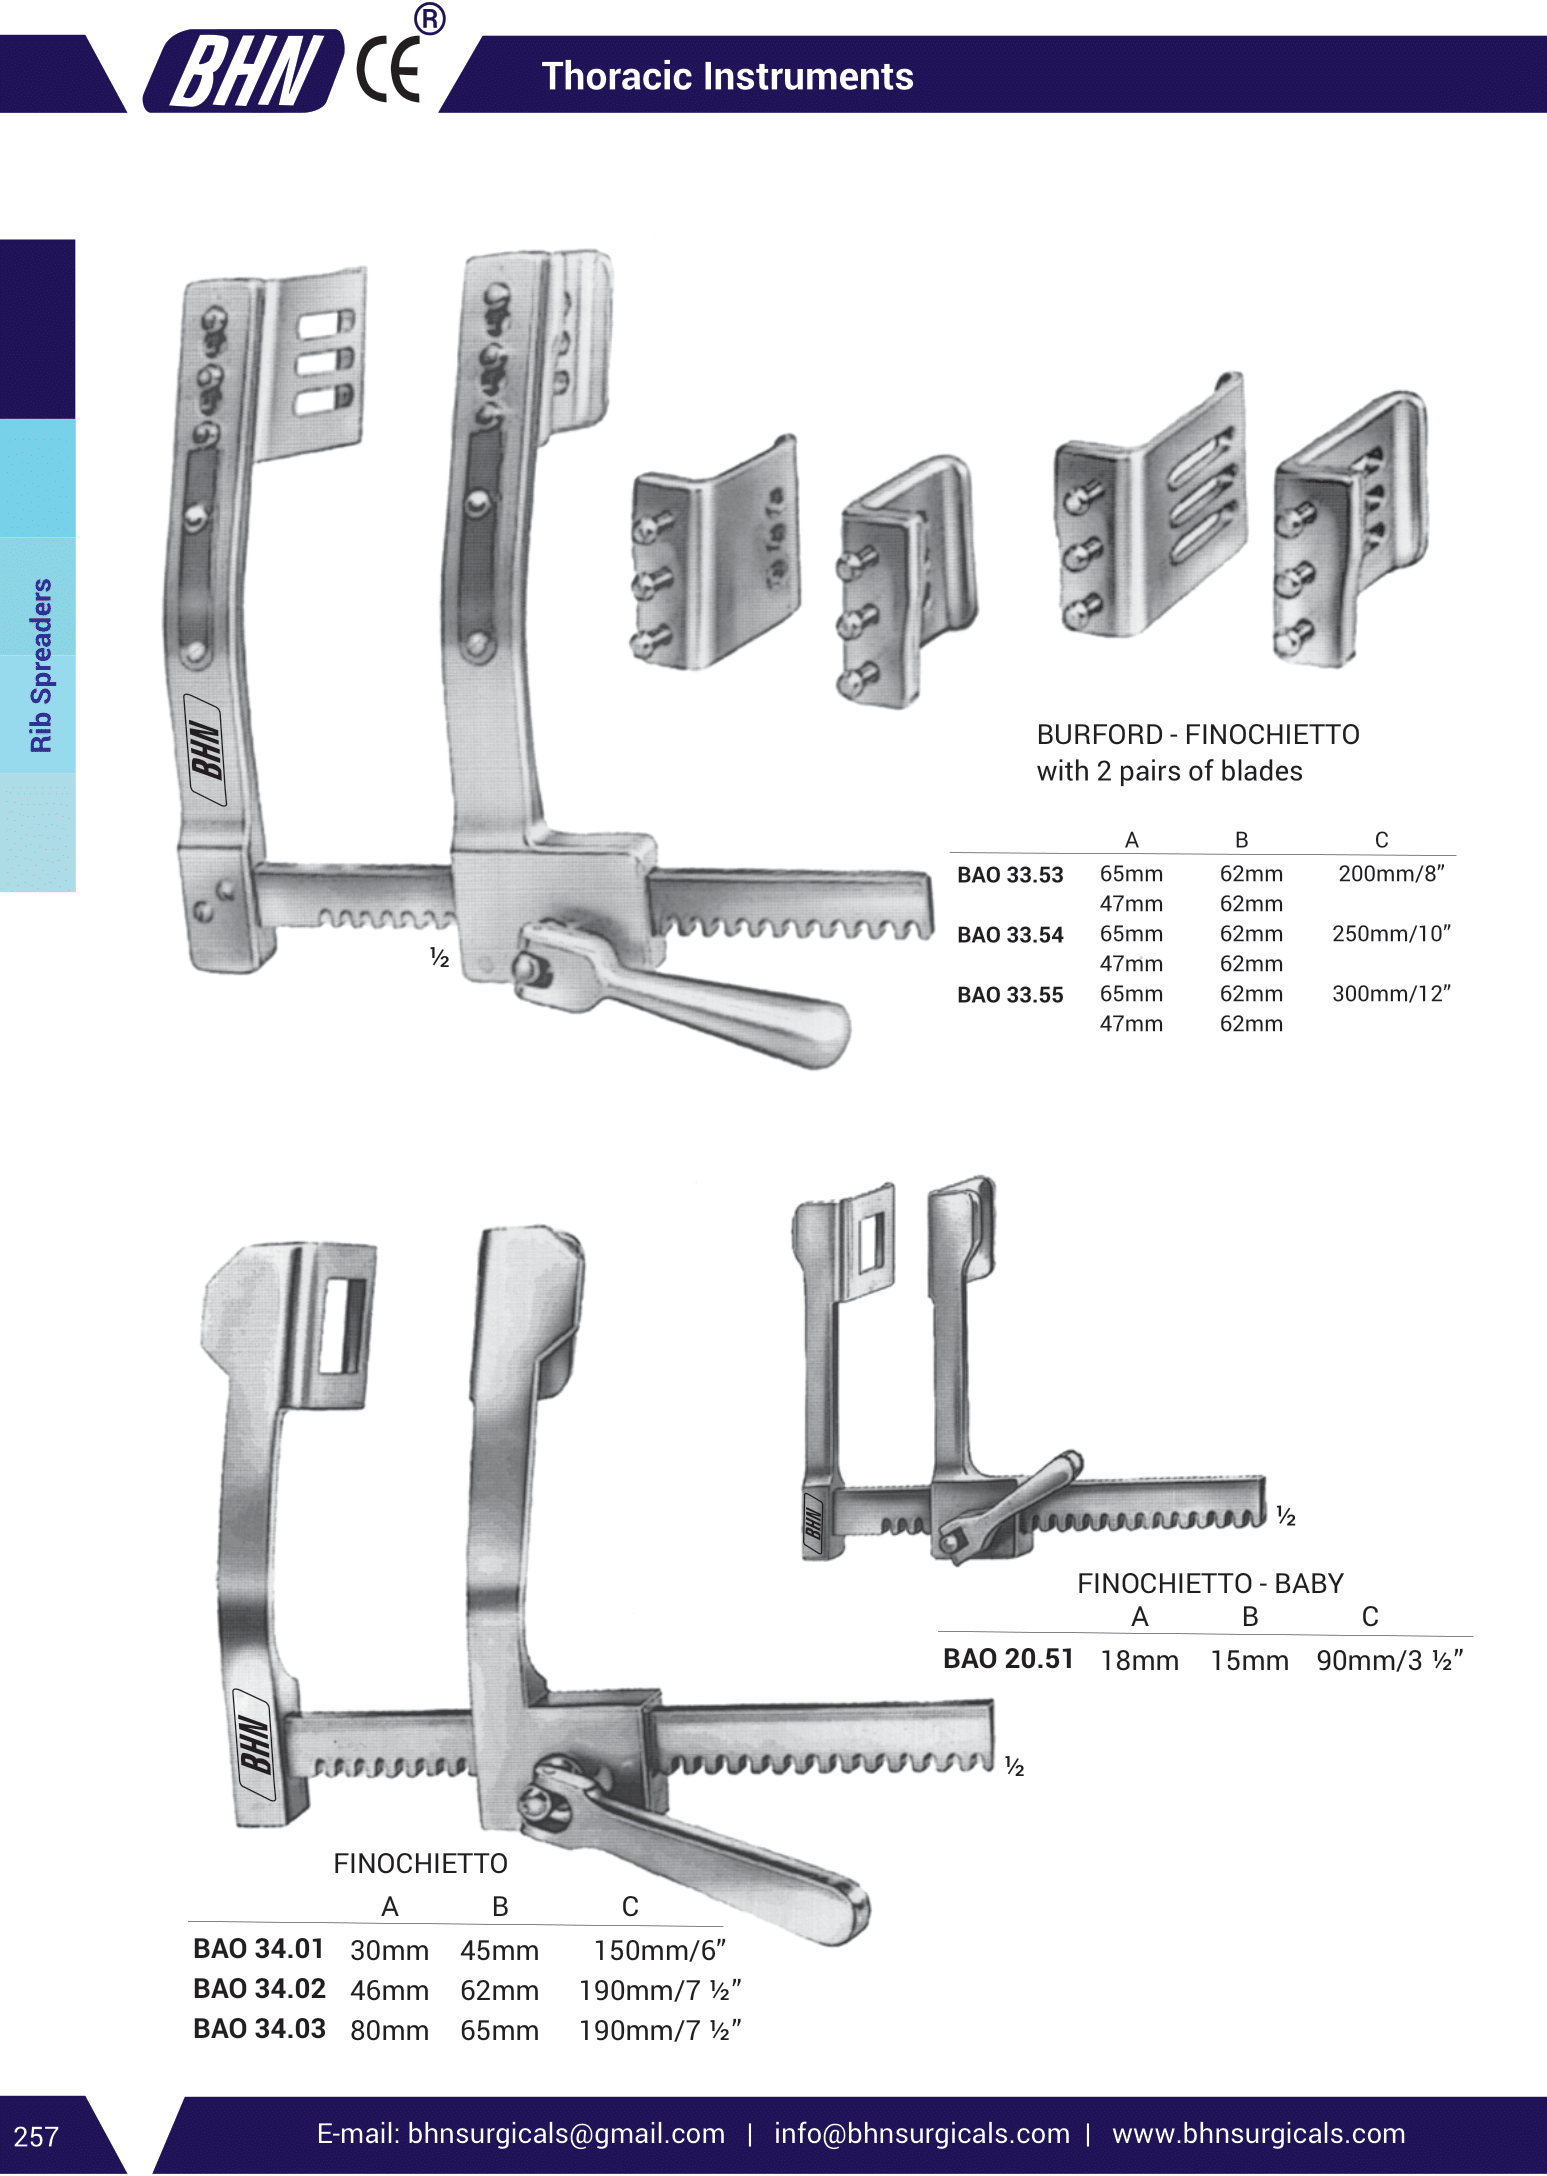 BHN CE ®
Thoracic Instruments
Rib Spreaders
BHN
½
BURFORD - FINOCHIETTO
with 2 pairs of blades
A B C
BAO 33.53 65mm 62mm 200mm/8”
47mm 62mm
BAO 33.54 65mm 62mm 250mm/10”
47mm 62mm
BAO 33.55 65mm 62mm 300mm/12”
47mm 62mm
BHN
½
FINOCHIETTO - BABY
A B C
BAO 20.51 18mm 15mm 90mm/3 ½”
BHN
½
FINOCHIETTO
A B C
BAO 34.01 30mm 45mm 150mm/6”
BAO 34.02 46mm 62mm 190mm/7 ½”
BAO 34.03 80mm 65mm 190mm/7 ½”
257
E-mail: bhnsurgicals@gmail.com | info@bhnsurgicals.com | www.bhnsurgicals.com